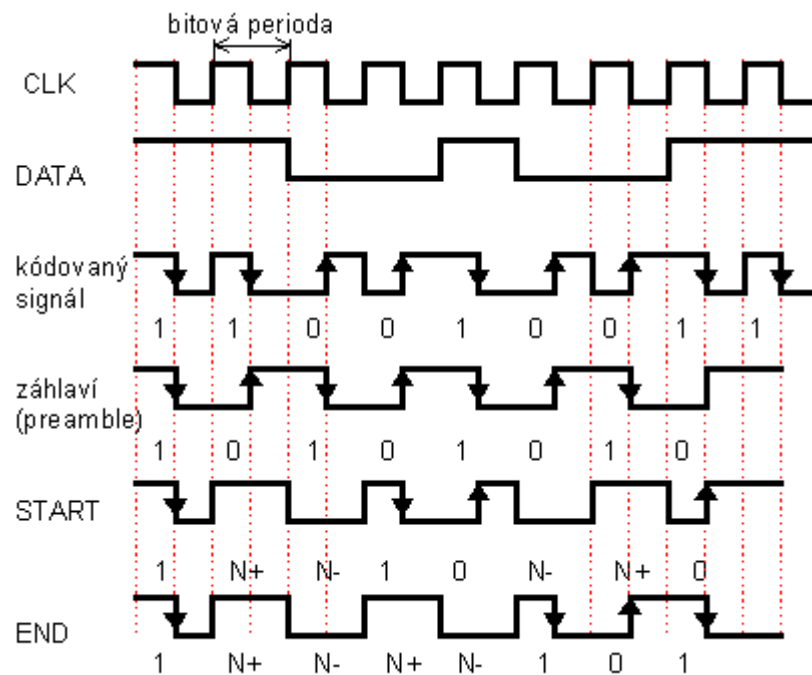 bitová perioda
CLK
DATA
kódovaný
signál
1 1 0 0 1 0 0 1 1
záhlaví
(preamble)
1 0 1 0 1 0 1 0
START
1 N+ N- 1 0 N- N+ 0
END
1 N+ N- N+ N- 1 0 1